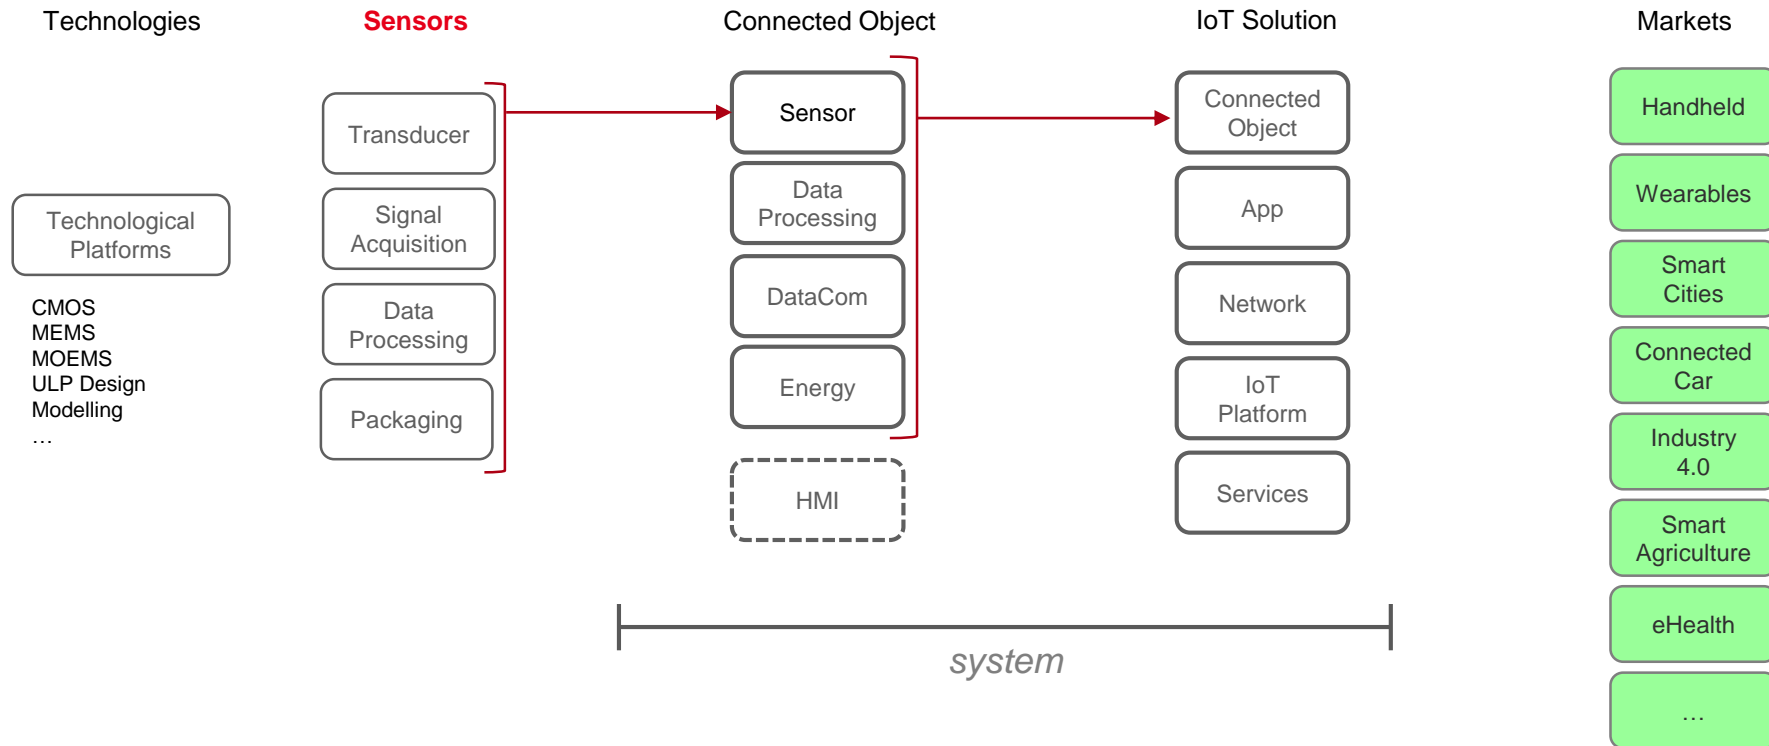 Technologies
Sensors
Connected Object
IoT Solution
Markets
Technological
Platforms
CMOS
MEMS
MOEMS
ULP Design
Modelling
…
Transducer
Signal
Acquisition
Data
Processing
Packaging
Sensor
Data
Processing
DataCom
Energy
HMI
Connected
Object
App
Network
IoT
Platform
Services
system
Handheld
Wearables
Smart
Cities
Connected
Car
Industry
4.0
Smart
Agriculture
eHealth
…